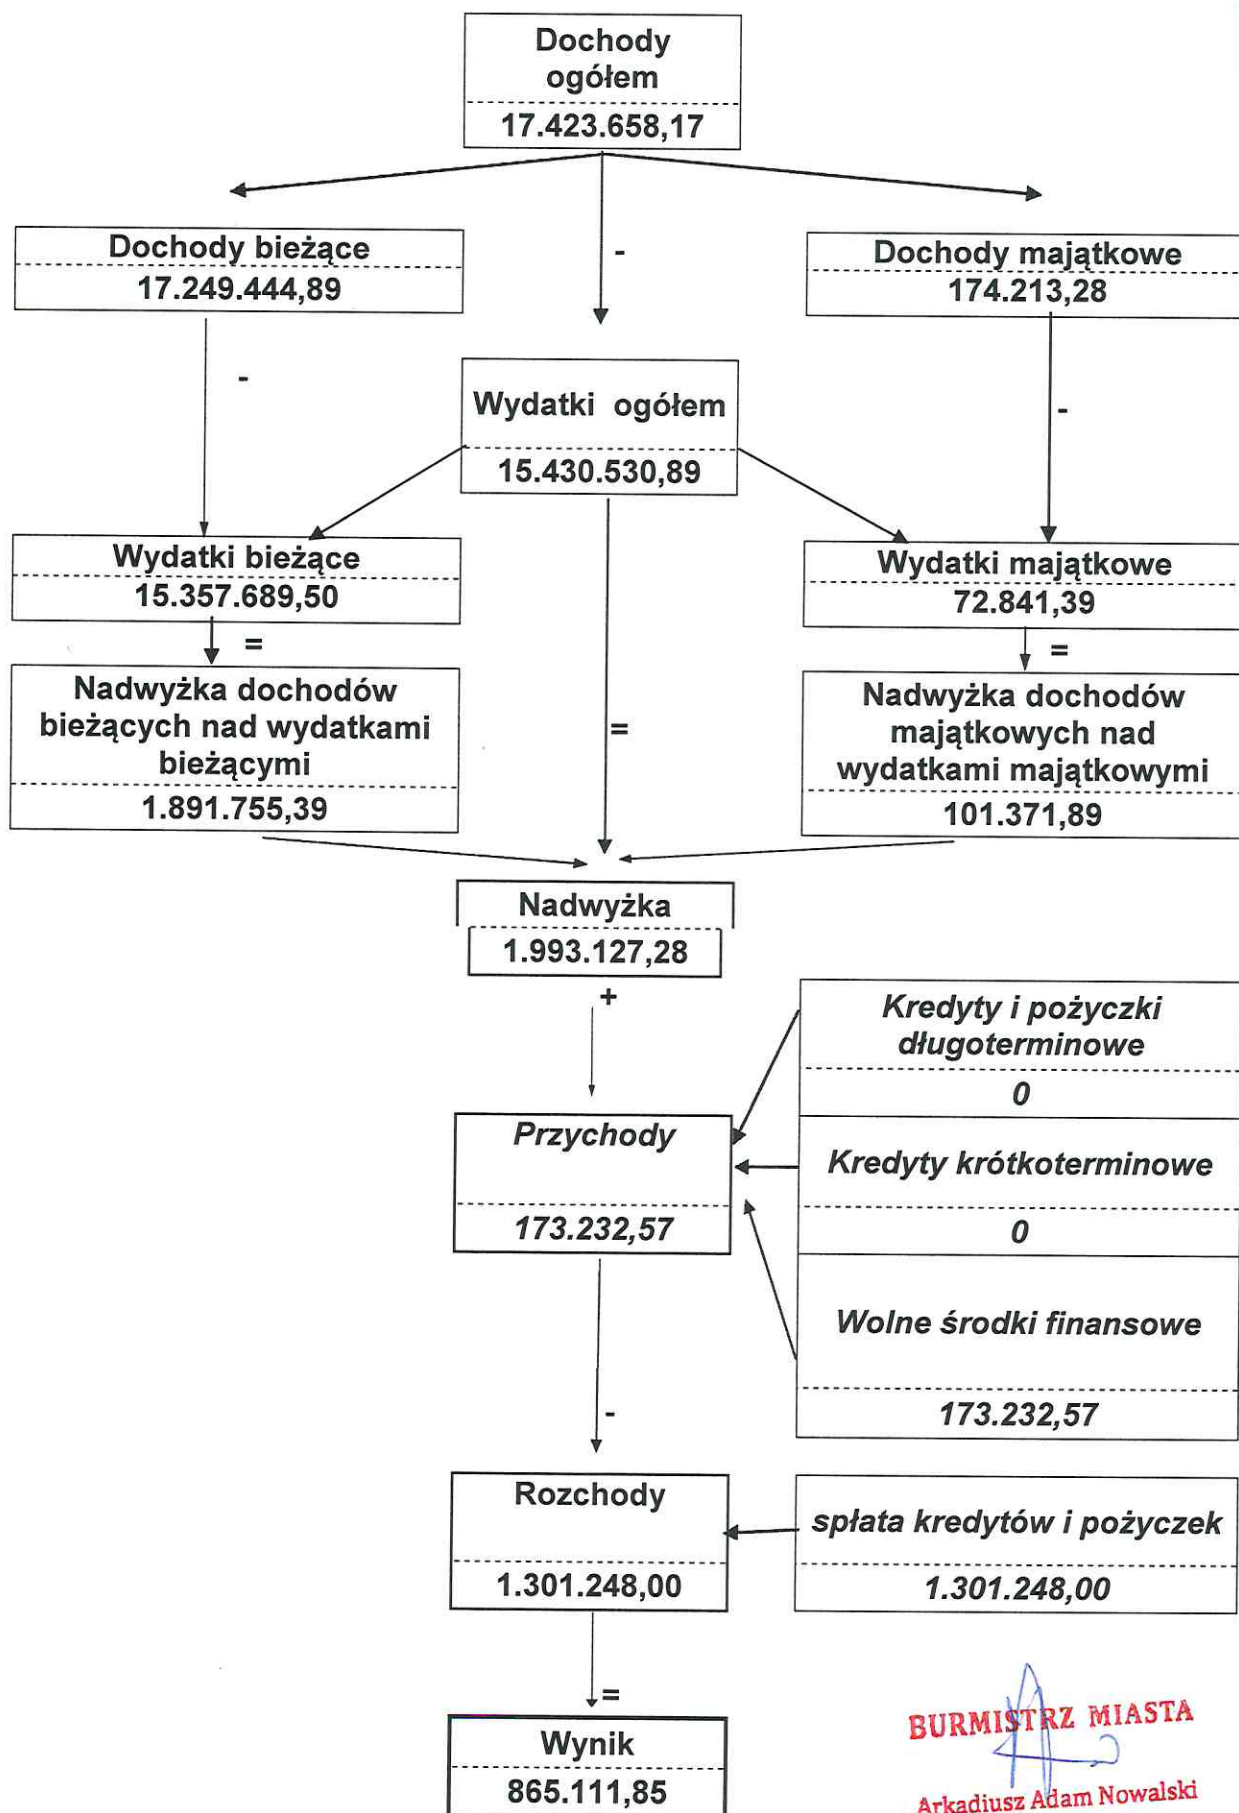 Dochody
ogółem
17.423.658,17
Dochody bieżące
17.249.444,89
-
Dochody majątkowe
174.213,28
-
Wydatki ogółem
15.430.530,89
-
Wydatki bieżące
15.357.689,50
=
Wydatki majątkowe
72.841,39
=
Nadwyżka dochodów
bieżących nad wydatkami
bieżącymi
1.891.755,39
=
Nadwyżka dochodów
majątkowych nad
wydatkami majątkowymi
101.371,89
Nadwyżka
1.993.127,28
+
Kredyty i pożyczki
długoterminowe
0
Przychody
173.232,57
Kredyty krótkoterminowe
0
Wolne środki finansowe
173.232,57
-
Rozchody
1.301.248,00
spłata kredytów i pożyczek
1.301.248,00
=
Wynik
865.111,85
BURMISTRZ MIASTA
Arkadiusz Adam Nowalski